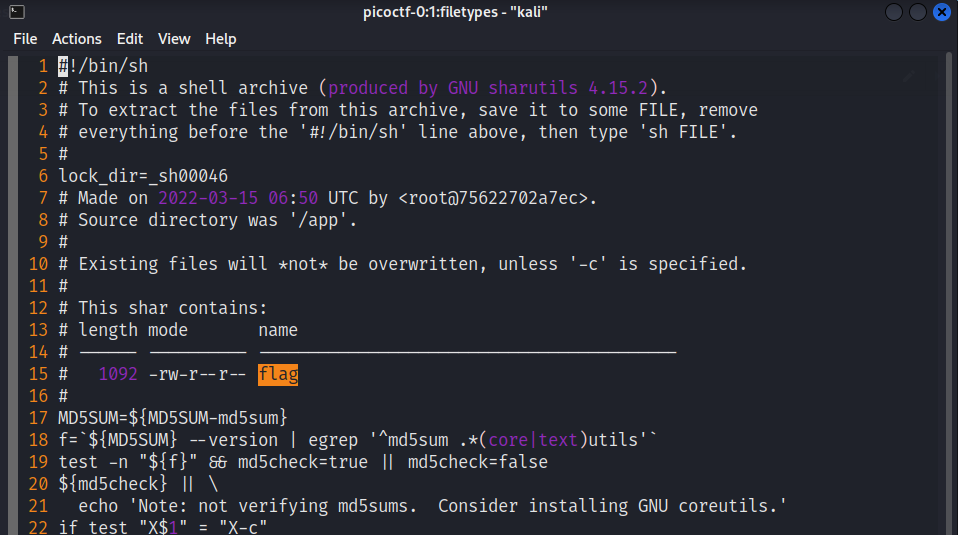 picoctf-0:1:filetypes - "kali"
File Actions Edit View Help
1 #!/bin/sh
2 # This is a shell archive (produced by GNU sharutils 4.15.2).
3 # To extract the files from this archive, save it to some FILE, remove
4 # everything before the '#!/bin/sh' line above, then type 'sh FILE'.
5 #
6 lock_dir=_sh00046
7 # Made on 2022-03-15 06:50 UTC by <root@75622702a7ec>.
8 # Source directory was '/app'.
9 #
10 # Existing files will *not* be overwritten, unless '-c' is specified.
11 #
12 # This shar contains:
13 # length mode       name
14 # ------ ---------- ------------------------------------------
15 #   1092 -rw-r--r-- flag
16 #
17 MD5SUM=${MD5SUM-md5sum}
18 f=`${MD5SUM} --version | egrep '^md5sum .*(core|text)utils'`
19 test -n "${f}" && md5check=true || md5check=false
20 ${md5check} || \
21   echo 'Note: not verifying md5sums.  Consider installing GNU coreutils.'
22 if test "X$1" = "X-c"